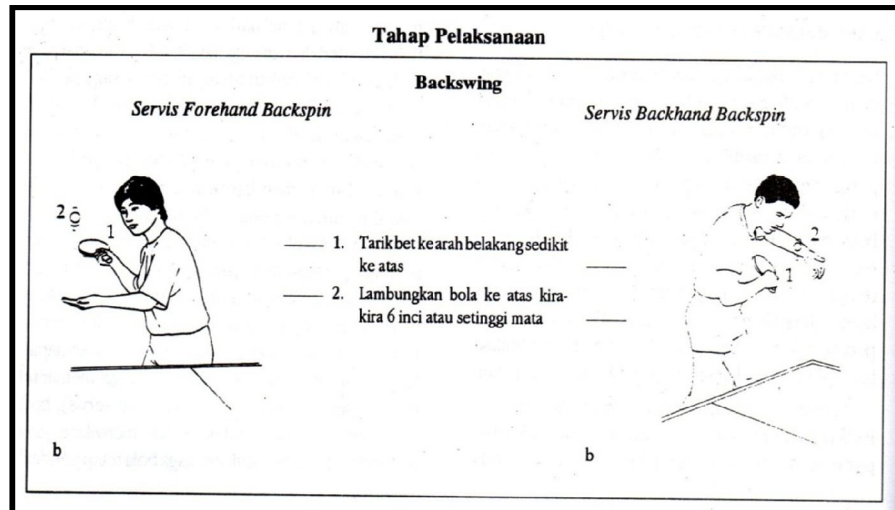 Tahap Pelaksanaan
Backswing
Servis Forehand Backspin
Servis Backhand Backspin
2
1
1. Tarik bet ke arah belakang sedikit
ke atas
2. Lambungkan bola ke atas kira-
kira 6 inci atau setinggi mata
2
1
b
b